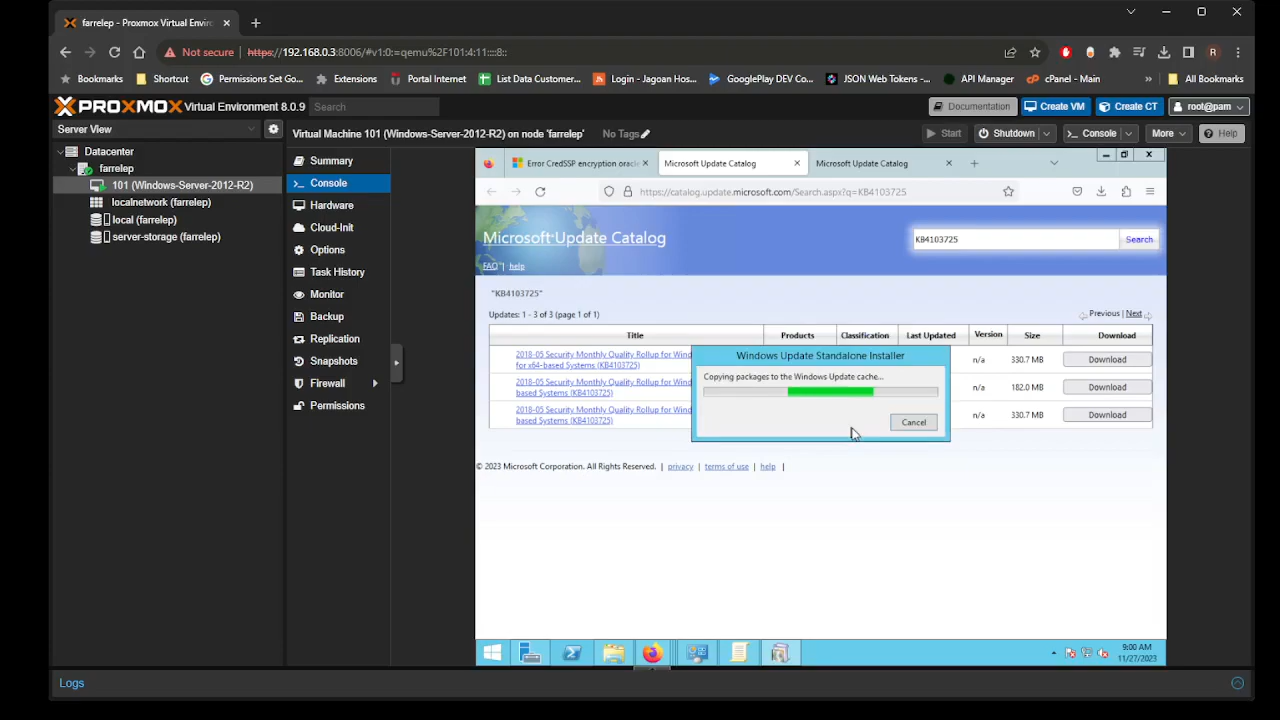 farrelep - Proxmox Virtual Enviro
Not secure
https://192.168.0.3:8006/#v1:0:=qemu%2F101:4:11::::8::
R
Bookmarks
Shortcut
Permissions Set Go...
Extensions
Portal Internet
List Data Customer...
Login - Jagoan Hos...
GooglePlay DEV Co...
JSON Web Tokens -...
API Manager
cPanel - Main
»
All Bookmarks
PROXMOX Virtual Environment 8.0.9
Search
Documentation
Create VM
Create CT
root@pam
Server View
Virtual Machine 101 (Windows-Server-2012-R2) on node 'farrelep'
No Tags
Start
Shutdown
Console
More
Help
Datacenter
farrelep
101 (Windows-Server-2012-R2)
localnetwork (farrelep)
local (farrelep)
server-storage (farrelep)
Summary
Console
Hardware
Cloud-Init
Options
Task History
Monitor
Backup
Replication
Snapshots
Firewall
Permissions
Error CredSSP encryption oracle
Microsoft Update Catalog
Microsoft Update Catalog
https://catalog.update.microsoft.com/Search.aspx?q=KB4103725
Microsoft Update Catalog
KB4103725
Search
FAQ | help
"KB4103725"
Updates: 1 - 3 of 3 (page 1 of 1)
Previous | Next
Title
Products
Classification
Last Updated
Version
Size
Download
2018-05 Security Monthly Quality Rollup for Wind
for x64-based Systems (KB4103725)
n/a
330.7 MB
Download
2018-05 Security Monthly Quality Rollup for Wind
based Systems (KB4103725)
n/a
182.0 MB
Download
2018-05 Security Monthly Quality Rollup for Wind
based Systems (KB4103725)
n/a
330.7 MB
Download
Windows Update Standalone Installer
Copying packages to the Windows Update cache...
Cancel
© 2023 Microsoft Corporation. All Rights Reserved. | privacy | terms of use | help |
9:00 AM
11/27/2023
Logs